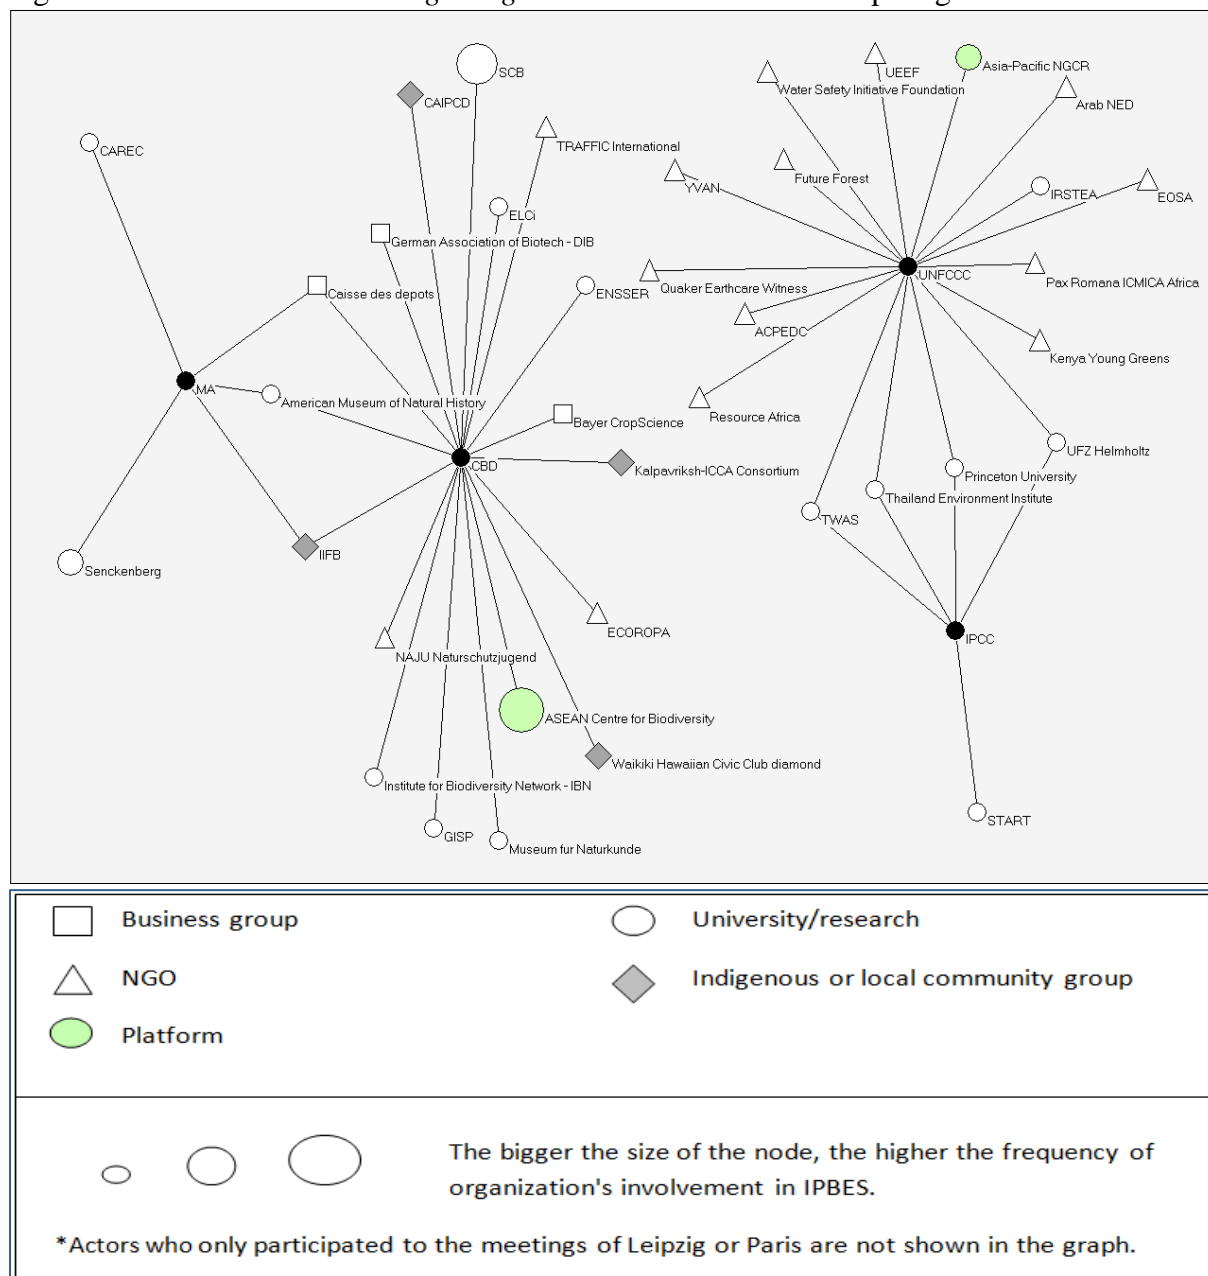 SCB
CAIPCD
CAREC
TRAFFIC International
ELCi
German Association of Biotech - DIB
ENSSER
Caisse des depots
MA
American Museum of Natural History
Bayer CropScience
CBD
Kalpavriksh-ICCA Consortium
IIFB
Senckenberg
ECOROPA
NAJU Naturschutzjugend
ASEAN Centre for Biodiversity
Waikiki Hawaiian Civic Club diamond
Institute for Biodiversity Network - IBN
GISP
Museum fur Naturkunde
UEEF
Asia-Pacific NGCR
Water Safety Initiative Foundation
Arab NED
Future Forest
YVAN
IRSTEA
EOSA
UNFCCC
Quaker Earthcare Witness
Pax Romana ICMICA Africa
ACPEDC
Kenya Young Greens
Resource Africa
UFZ Helmholtz
Princeton University
Thailand Environment Institute
TWAS
IPCC
START
Business group
University/research
NGO
Indigenous or local community group
Platform
The bigger the size of the node, the higher the frequency of
organization's involvement in IPBES.
*Actors who only participated to the meetings of Leipzig or Paris are not shown in the graph.